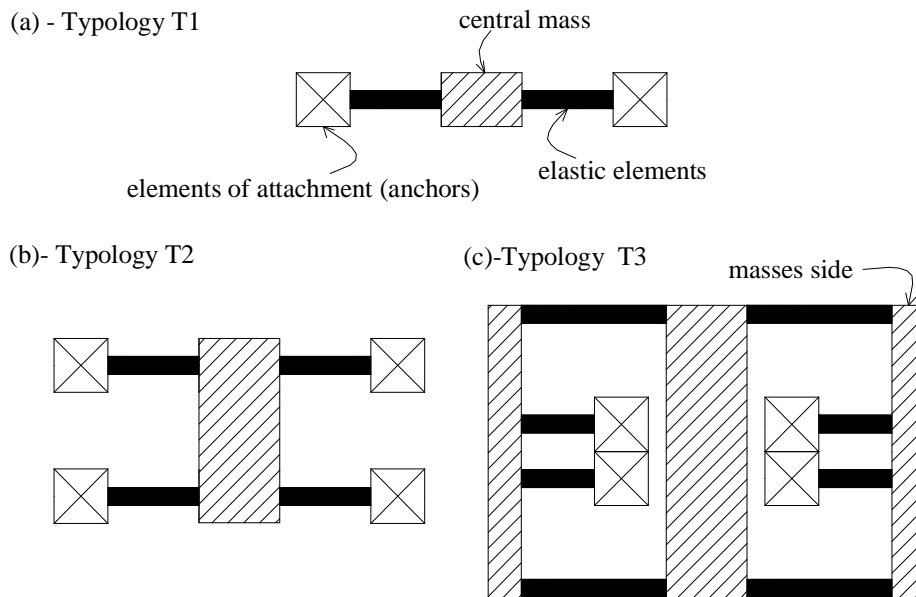 (a) - Typology T1
central mass
elements of attachment (anchors)
elastic elements
(b)- Typology T2
(c)-Typology T3
masses side